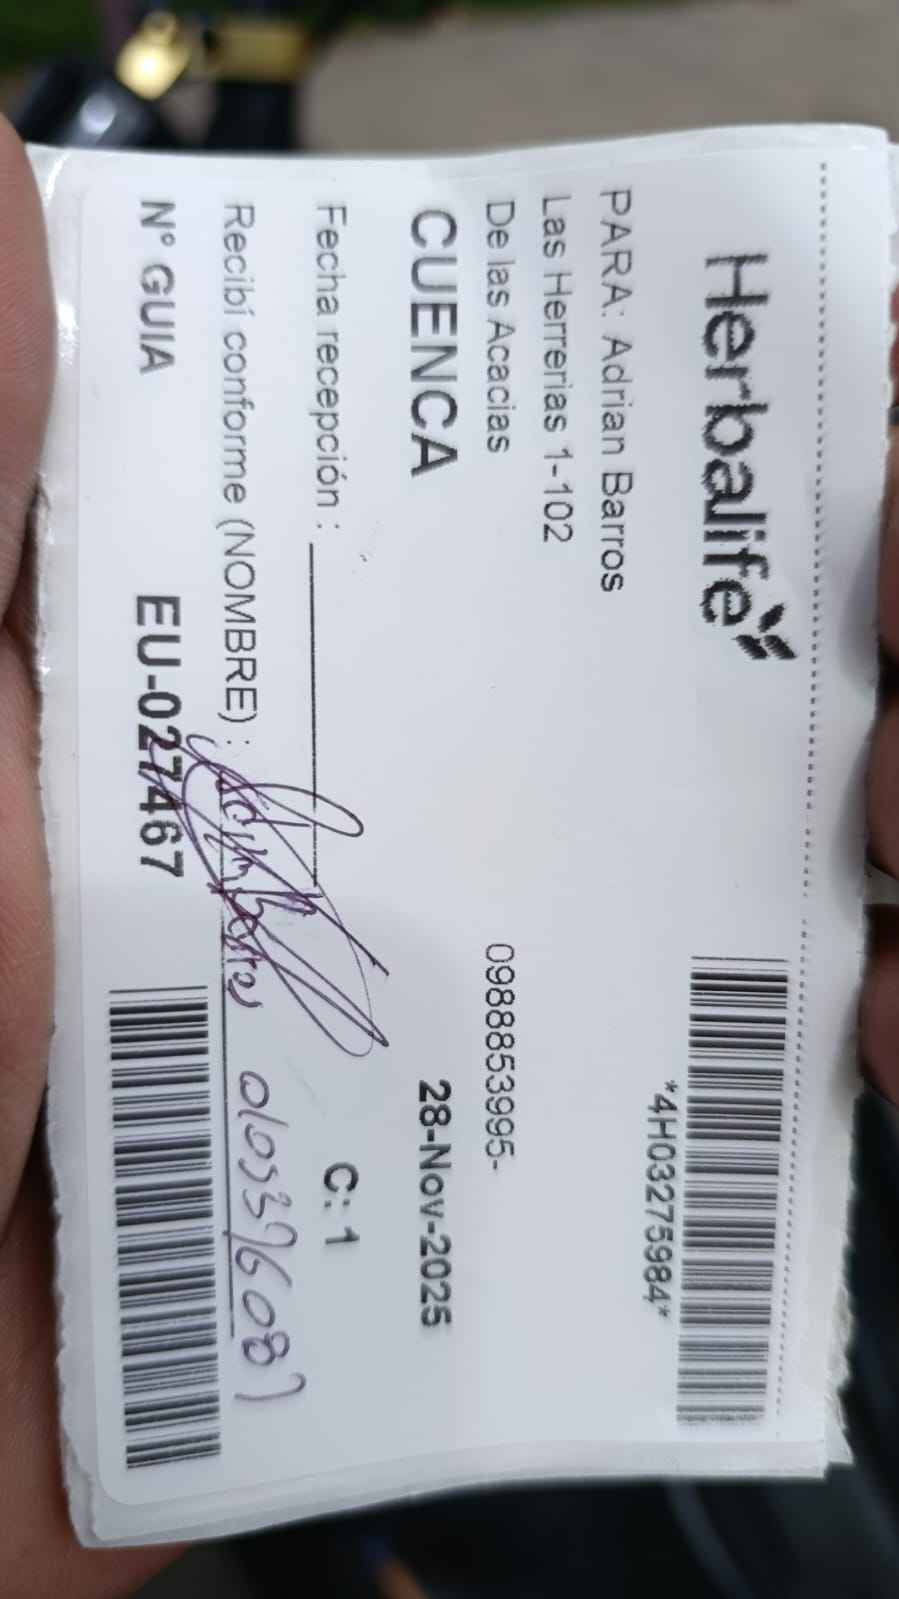 Herbalife
*4H03275984*
PARA: Adrian Barros
Las Herrerias 1-102
De las Acacias 0988853995-
CUENCA 28-Nov-2025
Fecha recepción : C: 1
Recibí conforme (NOMBRE) :
Nº GUIA EU-027467